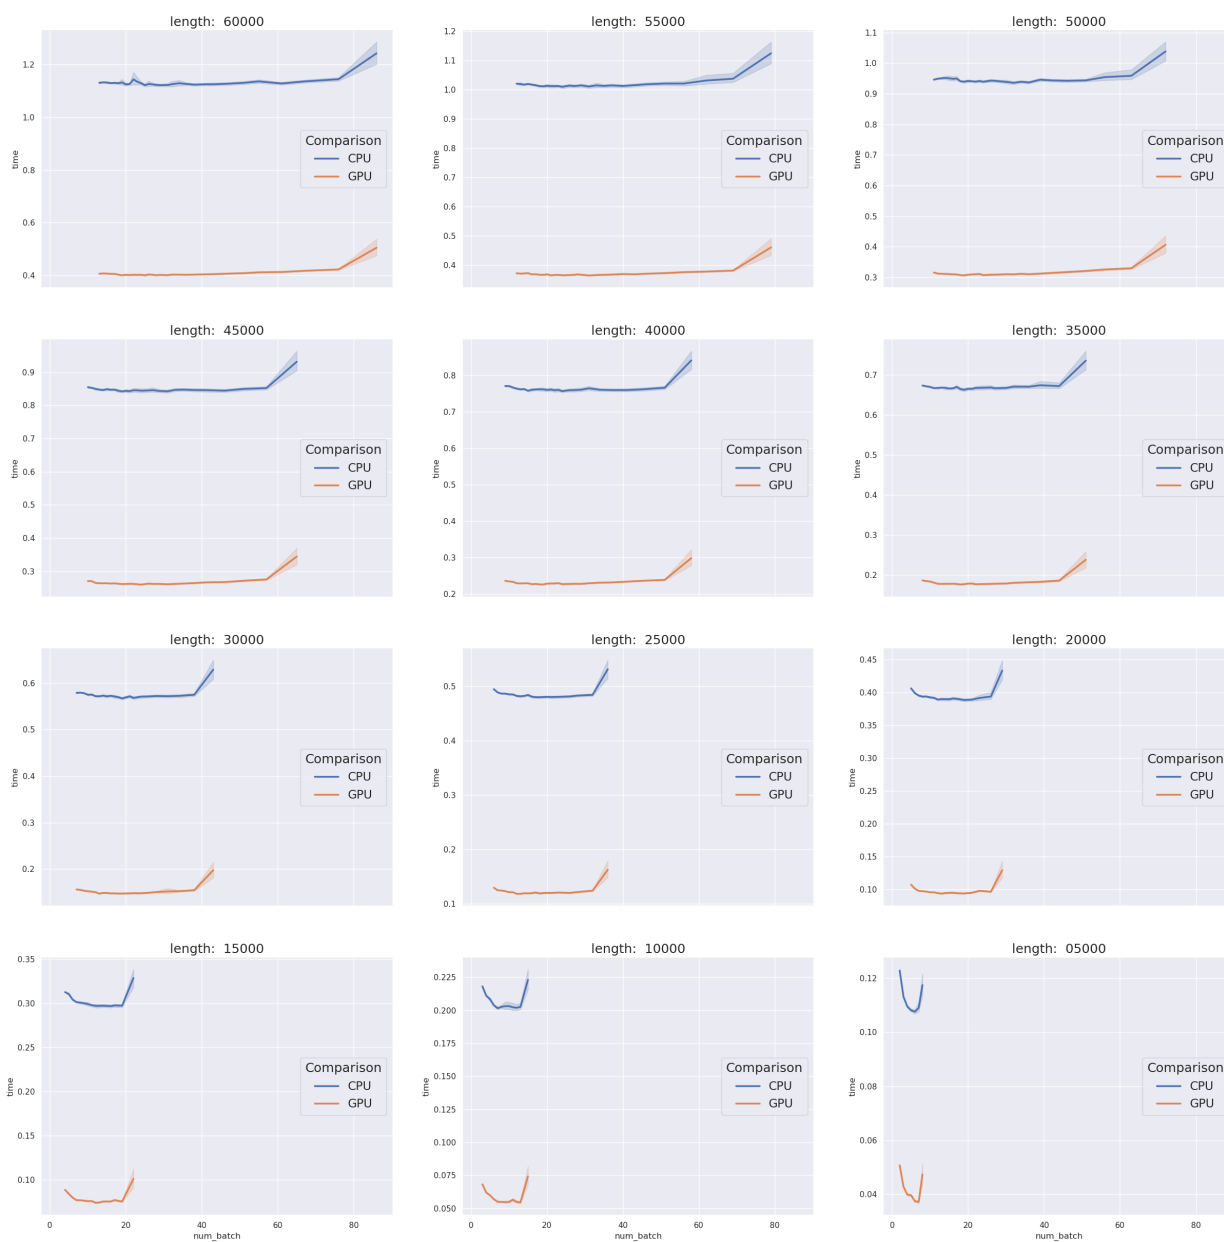 length:  60000
1.2
1.0
0.8
0.6
0.4
time
Comparison
CPU
GPU
length:  55000
1.2
1.1
1.0
0.9
0.8
0.7
0.6
0.5
0.4
time
Comparison
CPU
GPU
length:  50000
1.1
1.0
0.9
0.8
0.7
0.6
0.5
0.4
0.3
time
Comparison
CPU
GPU
length:  45000
0.9
0.8
0.7
0.6
0.5
0.4
0.3
time
Comparison
CPU
GPU
length:  40000
0.8
0.7
0.6
0.5
0.4
0.3
0.2
time
Comparison
CPU
GPU
length:  35000
0.7
0.6
0.5
0.4
0.3
0.2
time
Comparison
CPU
GPU
length:  30000
0.6
0.5
0.4
0.3
0.2
time
Comparison
CPU
GPU
length:  25000
0.5
0.4
0.3
0.2
0.1
time
Comparison
CPU
GPU
length:  20000
0.45
0.40
0.35
0.30
0.25
0.20
0.15
0.10
time
Comparison
CPU
GPU
length:  15000
0.35
0.30
0.25
0.20
0.15
0.10
time
Comparison
CPU
GPU
0 20 40 60 80
num_batch
length:  10000
0.225
0.200
0.175
0.150
0.125
0.100
0.075
0.050
time
Comparison
CPU
GPU
0 20 40 60 80
num_batch
length:  05000
0.12
0.10
0.08
0.06
0.04
time
Comparison
CPU
GPU
0 20 40 60 80
num_batch